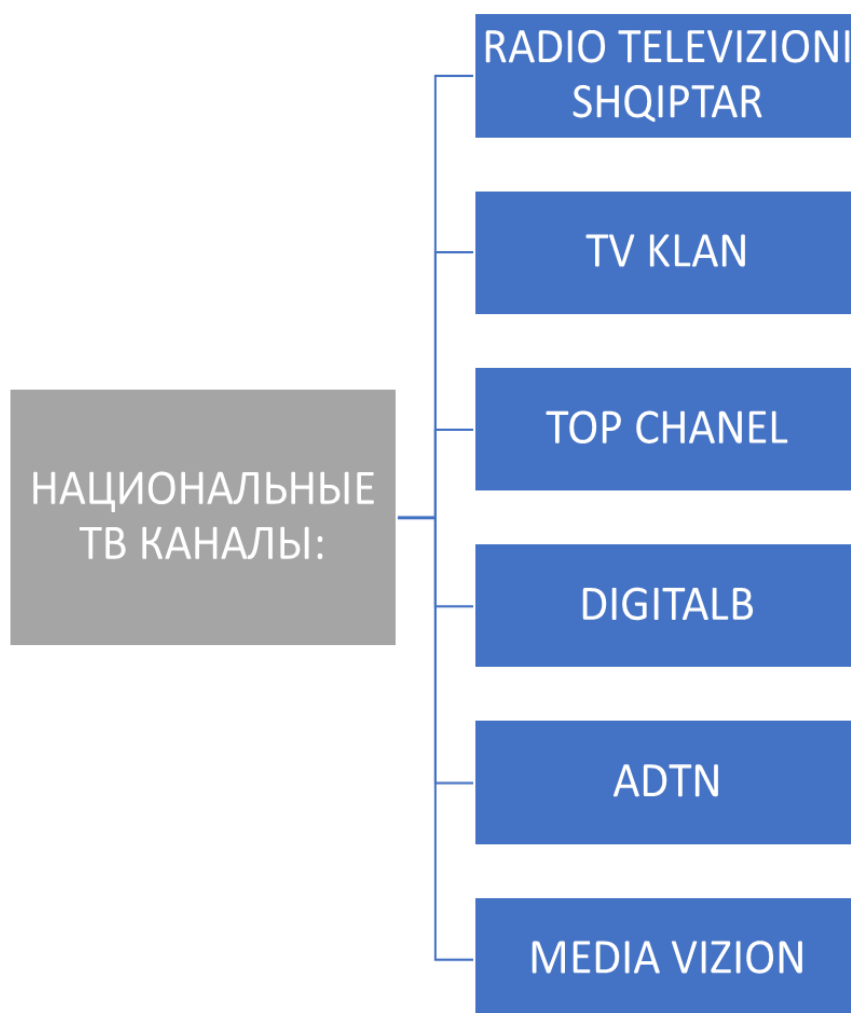 RADIO TELEVIZIONI
SHQIPTAR
TV KLAN
TOP CHANEL
НАЦИОНАЛЬНЫЕ
ТВ КАНАЛЫ:
DIGITALB
ADTN
MEDIA VIZION